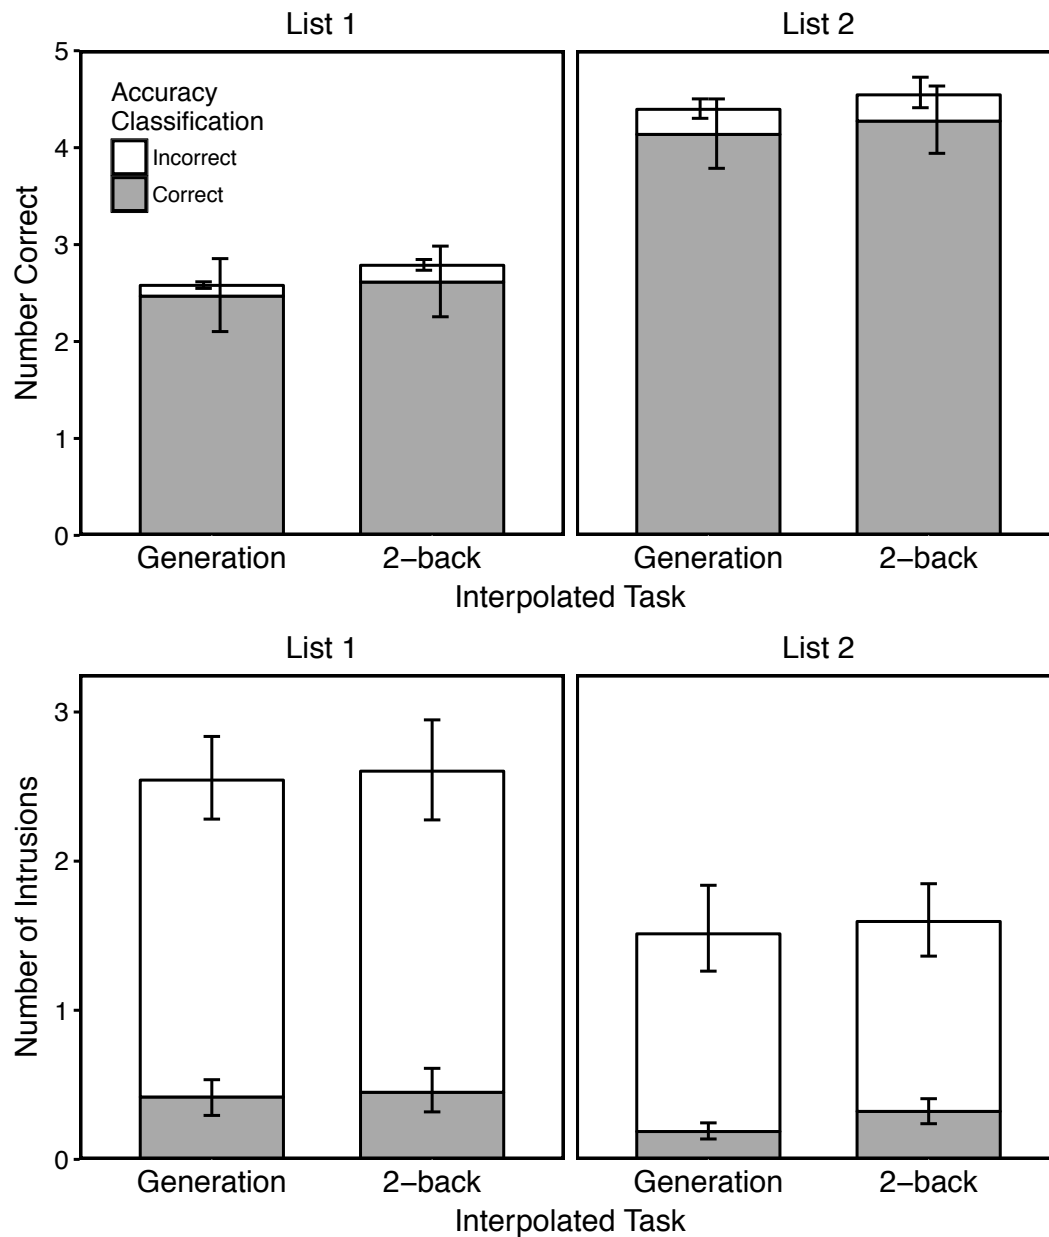 List 1
List 2
Number Correct
5
4
3
2
1
0
Accuracy
Classification
Incorrect
Correct
Generation
2−back
Generation
2−back
Interpolated Task
List 1
List 2
Number of Intrusions
3
2
1
0
Generation
2−back
Generation
2−back
Interpolated Task